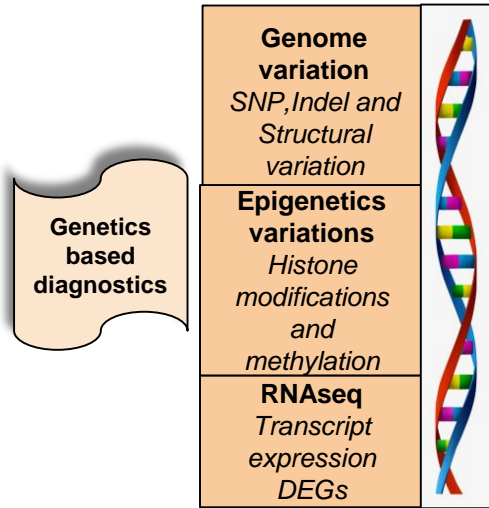 Genome
variation
SNP,Indel and
Structural
variation
Genetics
based
diagnostics
Epigenetics
variations
Histone
modifications
and
methylation
RNAseq
Transcript
expression
DEGs